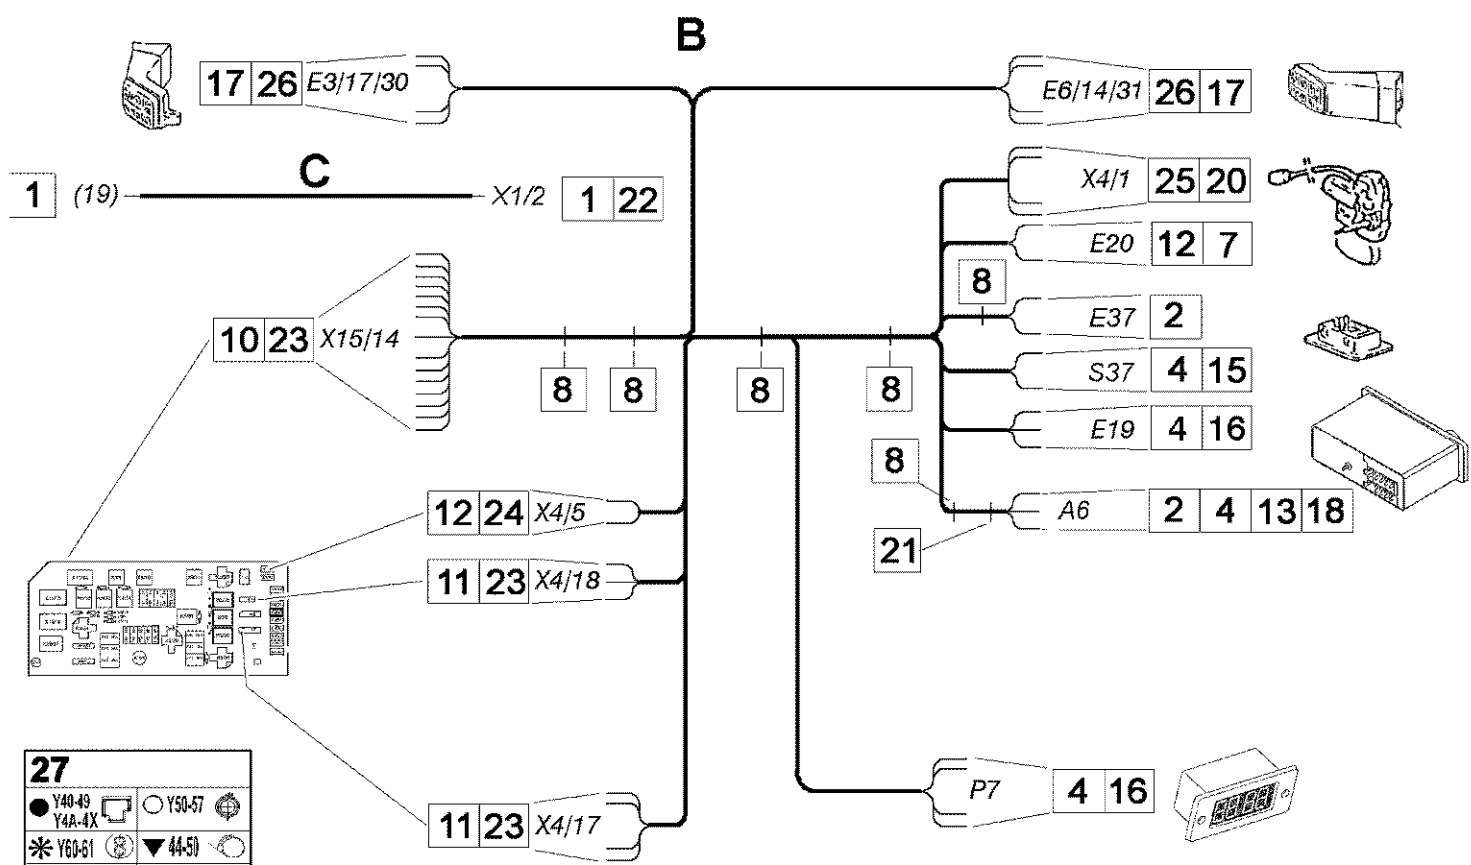 B
17 26 E3/17/30
E6/14/31 26 17
C
1 (19)
X1/2 1 22
X4/1 25 20
E20 12 7
8
E37 2
10 23 X15/14
8 8 8 8
S37 4 15
E19 4 16
8
12 24 X4/5
A6 2 4 13 18
21
11 23 X4/18
P7 4 16
11 23 X4/17
27
Y40-49 Y50-57
Y4A-4X
Y60-61 8 44-50